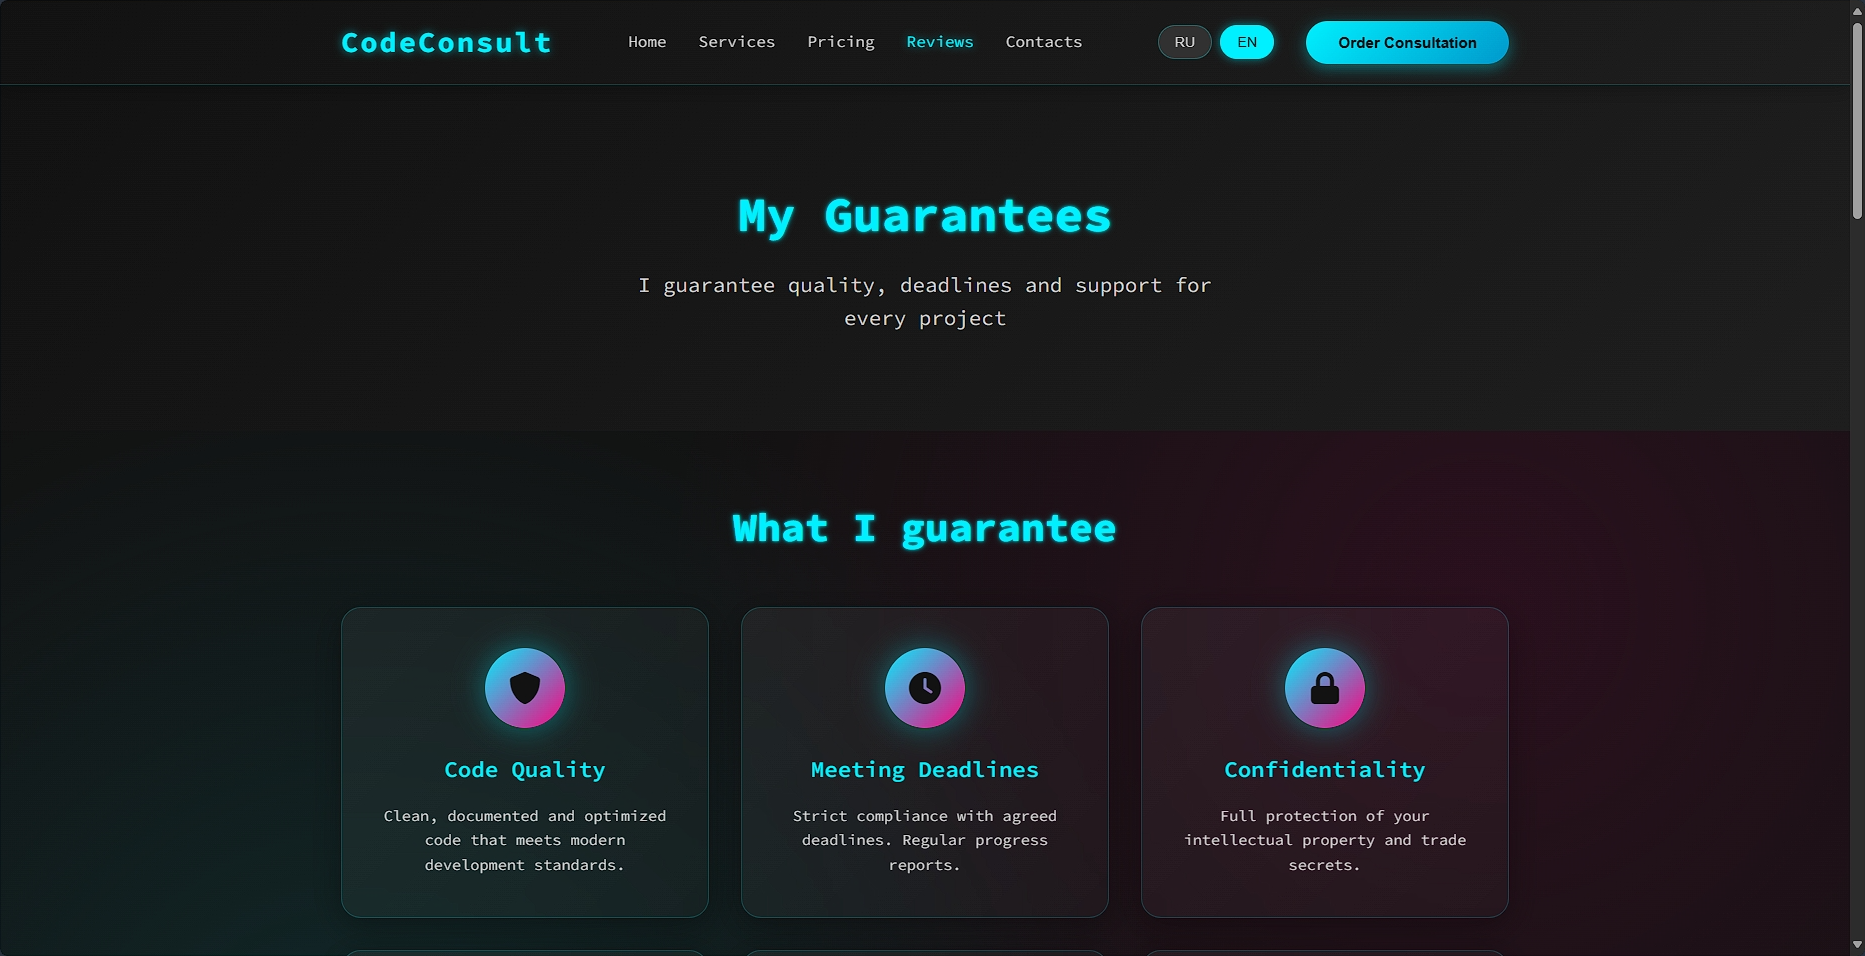 CodeConsult
Home
Services
Pricing
Reviews
Contacts
RU
EN
Order Consultation
My Guarantees
I guarantee quality, deadlines and support for
every project
What I guarantee
Code Quality
Clean, documented and optimized
code that meets modern
development standards.
Meeting Deadlines
Strict compliance with agreed
deadlines. Regular progress
reports.
Confidentiality
Full protection of your
intellectual property and trade
secrets.